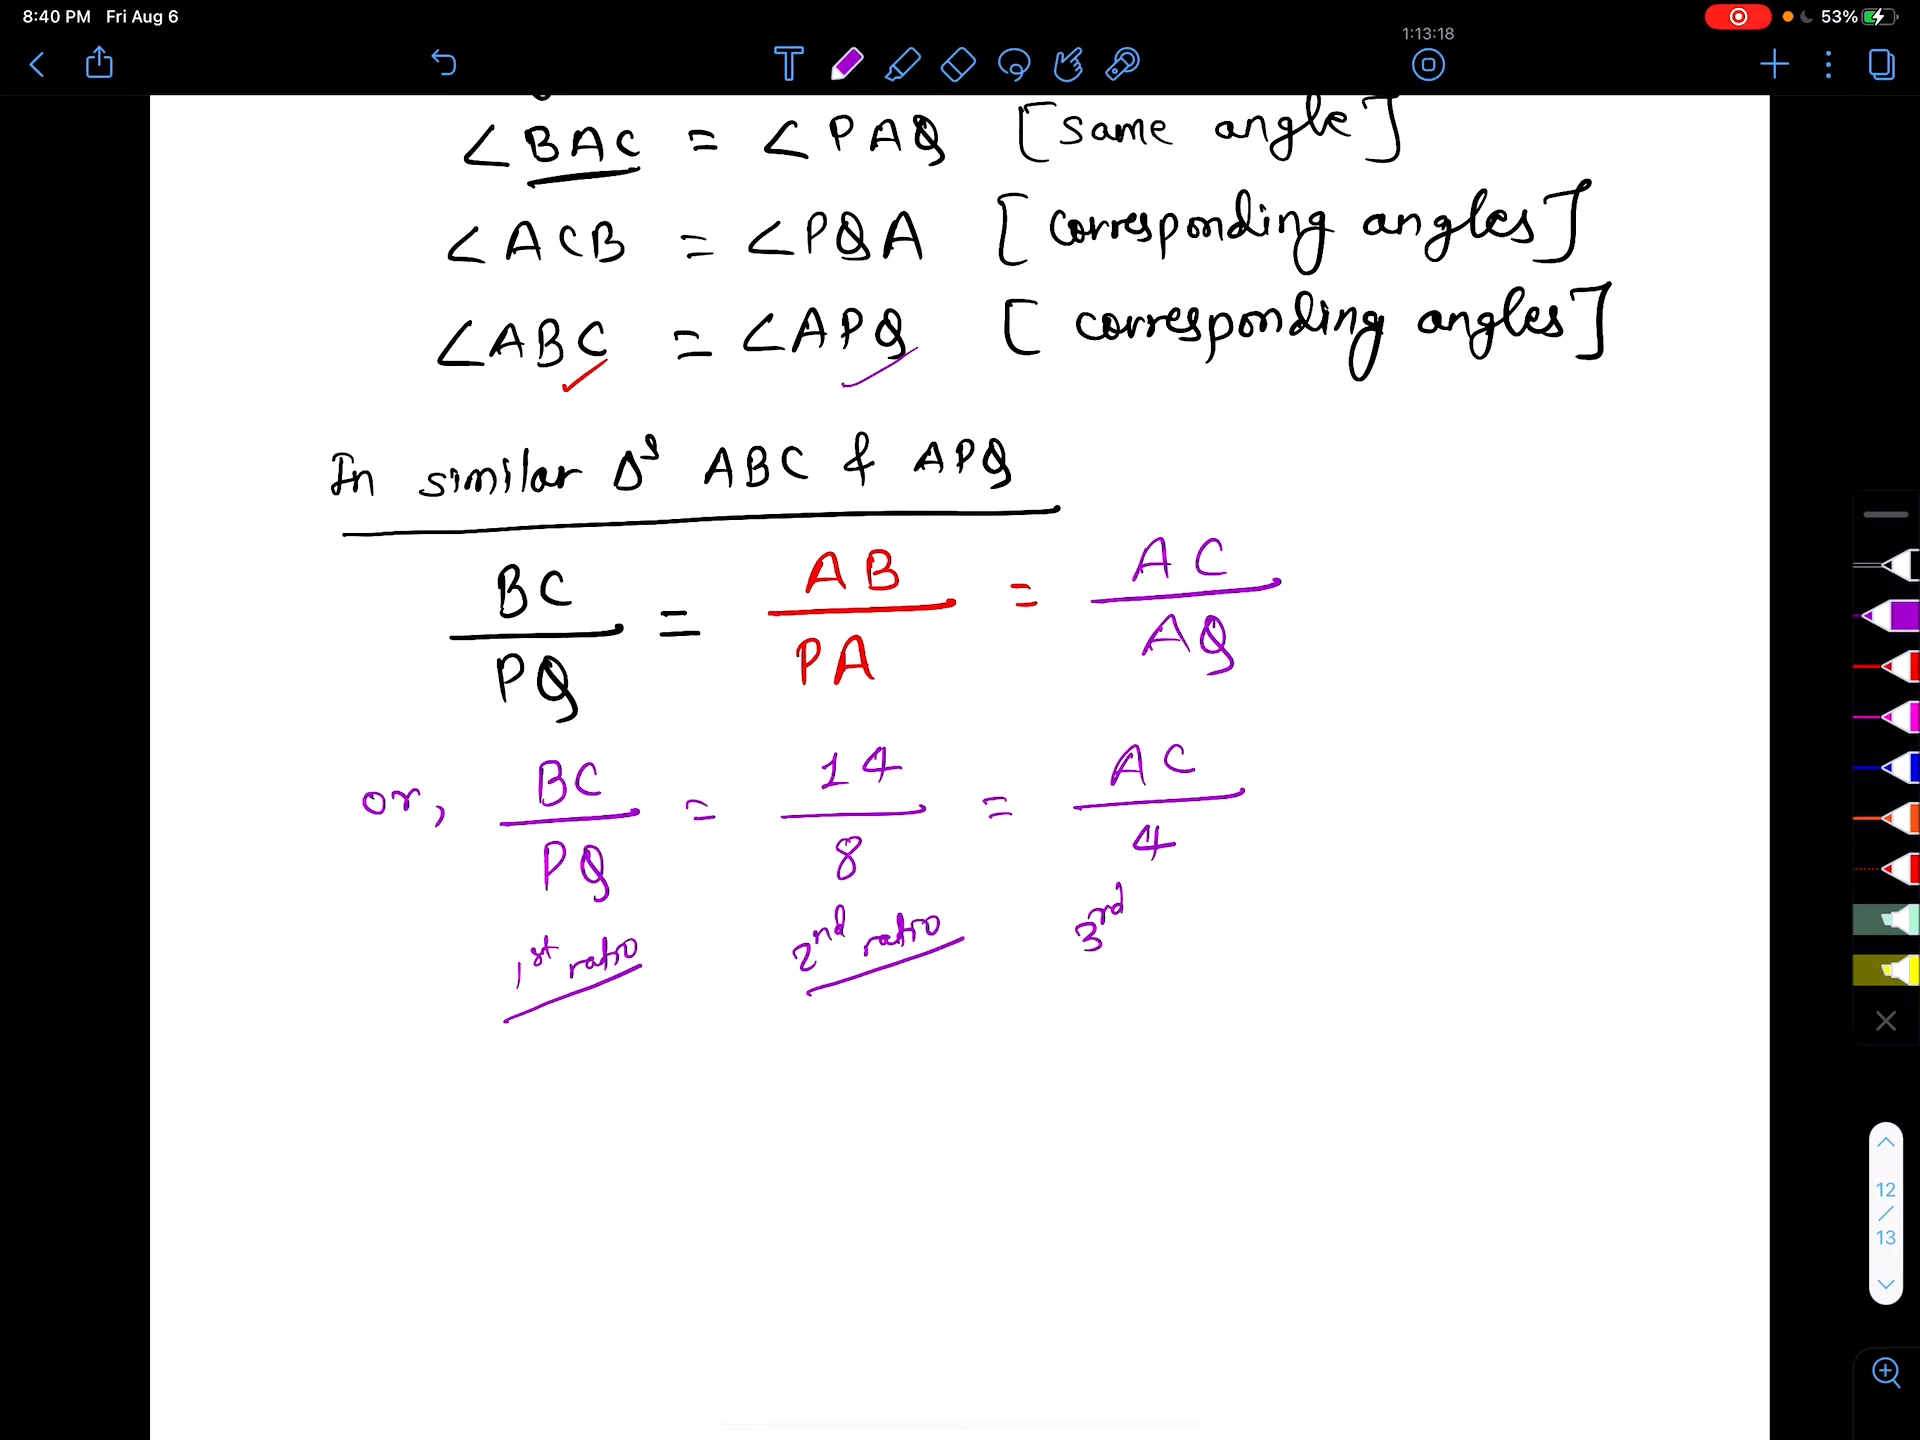 8:40 PM Fri Aug 6
53%
1:13:18
T
∠BAC = ∠PAQ [same angle]
∠ACB = ∠PQA [corresponding angles]
∠ABC = ∠APQ [corresponding angles]
In similar Δs ABC & APQ
BC/PQ = AB/PA = AC/AQ
or, BC/PQ = 14/8 = AC/4
1st ratio 2nd ratio 3rd
12
/
13